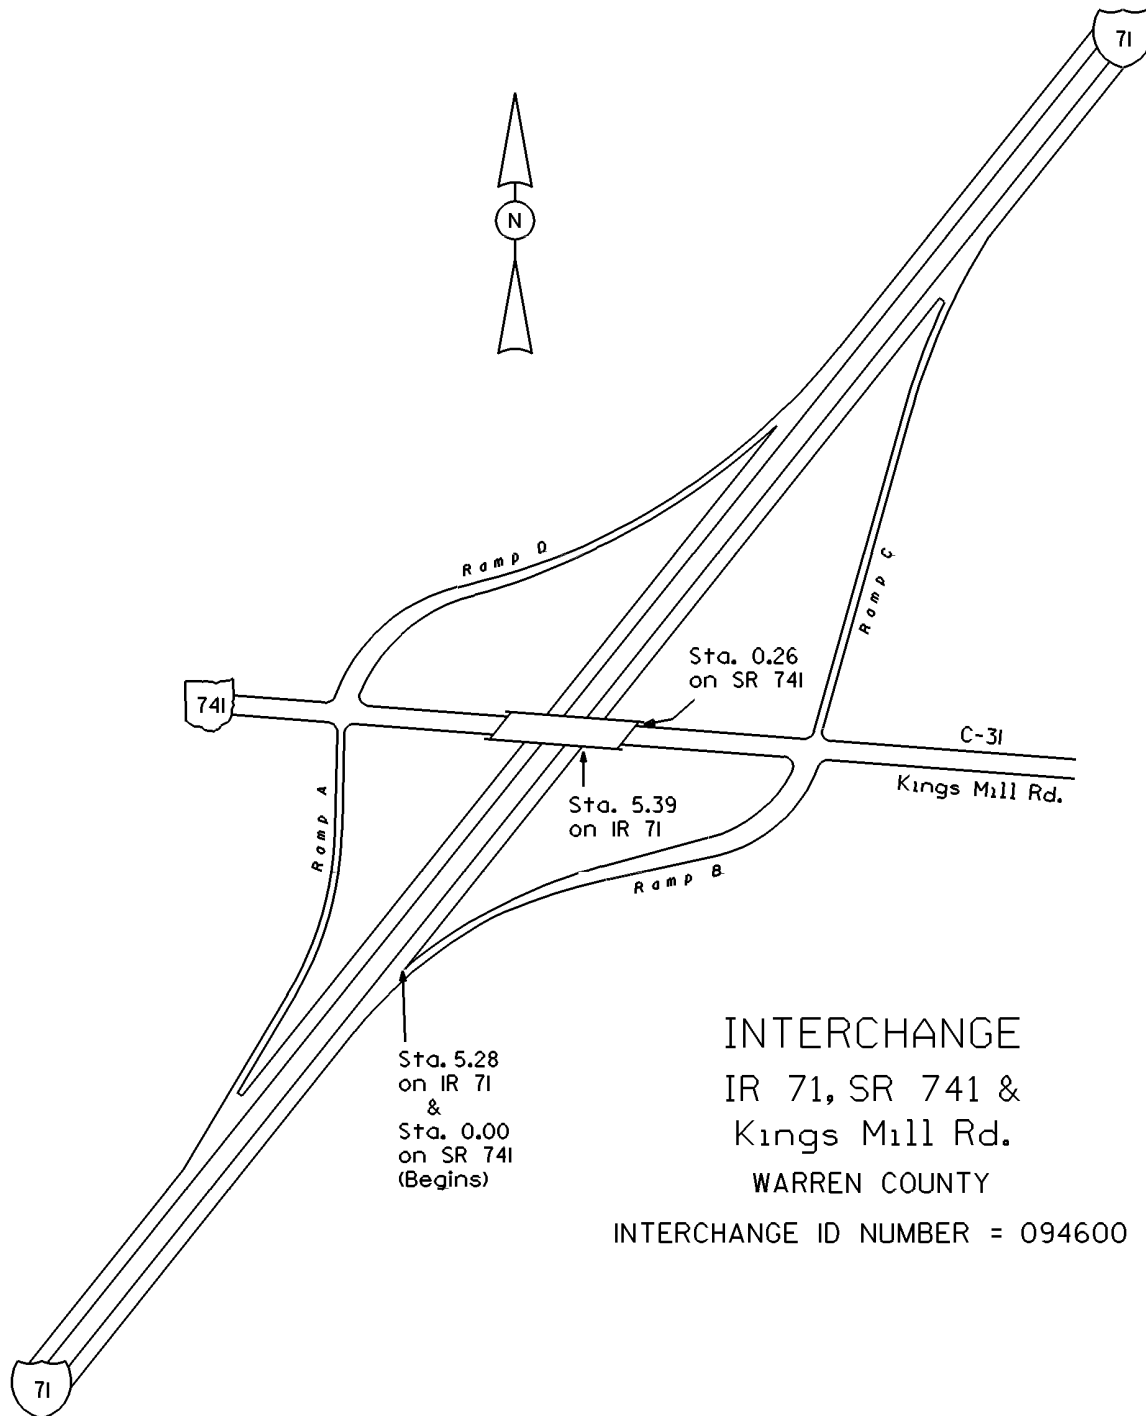 71
N
Ramp D
Ramp C
Sta. 0.26
on SR 741
741
C-31
Kings Mill Rd.
Sta. 5.39
on IR 71
Ramp A
Ramp B
Sta. 5.28
on IR 71
&
Sta. 0.00
on SR 741
(Begins)
INTERCHANGE
IR 71, SR 741 &
Kings Mill Rd.
WARREN COUNTY
INTERCHANGE ID NUMBER = 094600
71